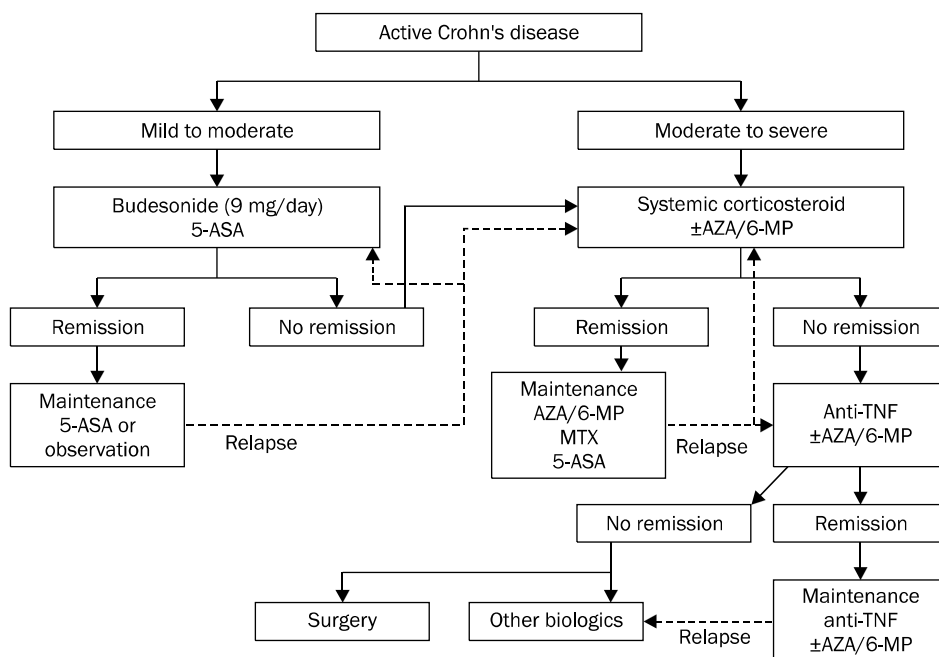 Active Crohn's disease
Mild to moderate
Moderate to severe
Budesonide (9 mg/day)
5-ASA
Systemic corticosteroid
±AZA/6-MP
Remission
No remission
Remission
No remission
Maintenance
5-ASA or
observation
Relapse
Maintenance
AZA/6-MP
MTX
5-ASA
Relapse
Anti-TNF
±AZA/6-MP
No remission
Remission
Surgery
Other biologics
Relapse
Maintenance
anti-TNF
±AZA/6-MP